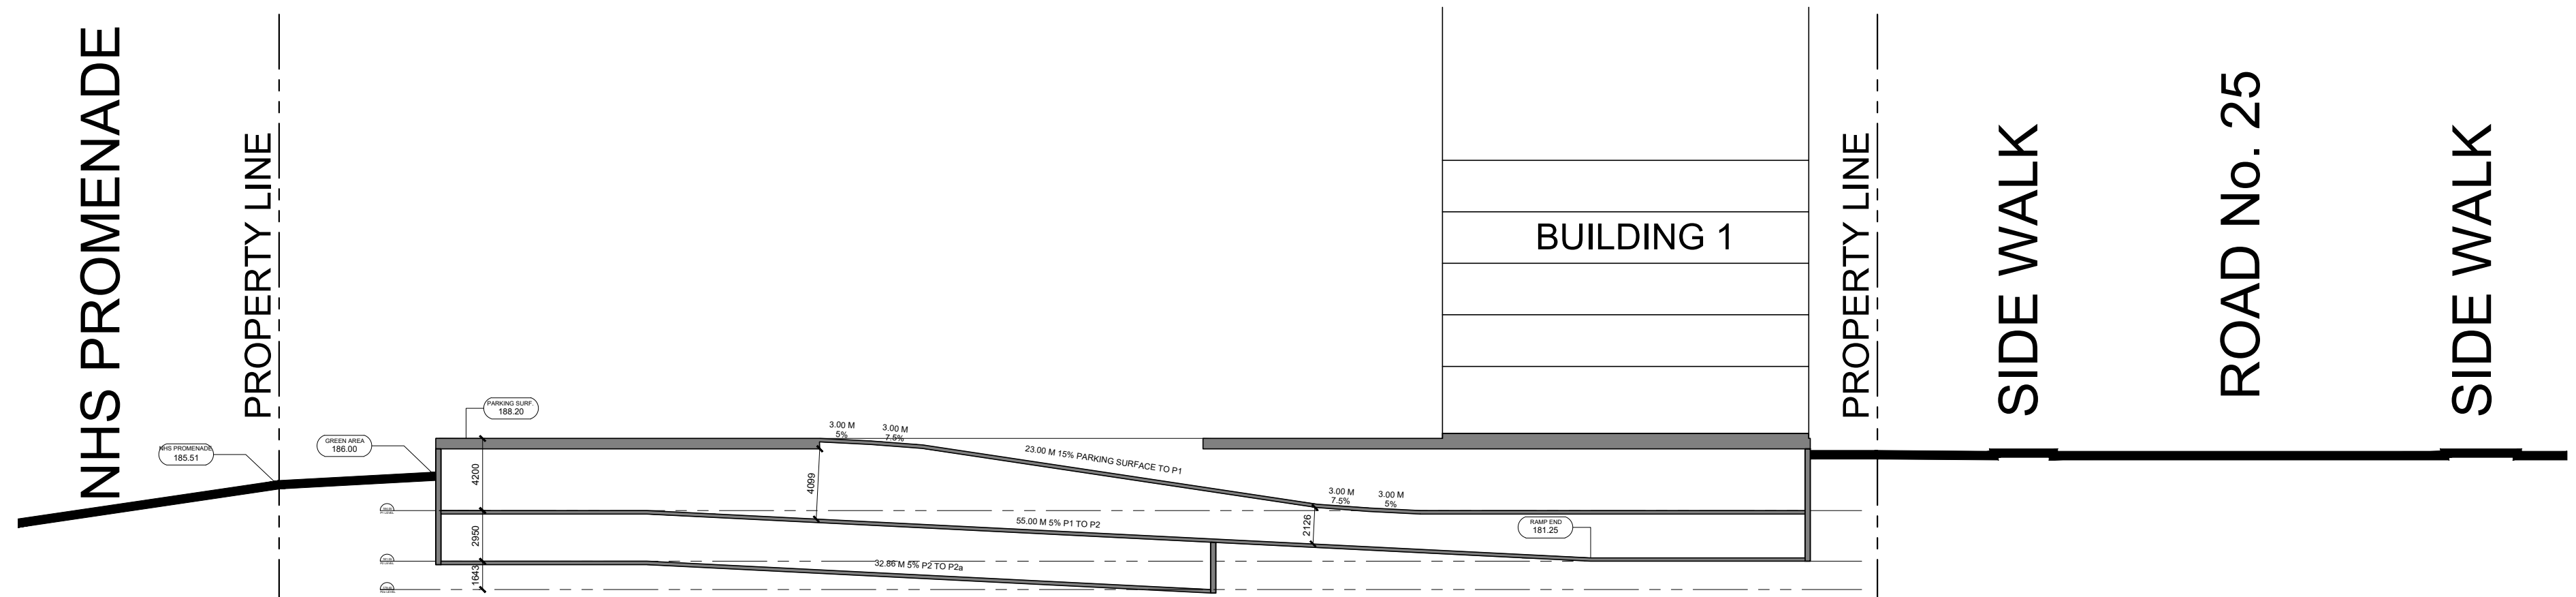 NHS PROMENADE
PROPERTY LINE
BUILDING 1
PROPERTY LINE
SIDE WALK
ROAD No. 25
SIDE WALK
PARKING SURF.
188.20
GREEN AREA
186.00
NHS PROMENADE
185.51
3.00 M
5%
3.00 M
7.5%
23.00 M 15% PARKING SURFACE TO P1
4200
4099
3.00 M
7.5%
3.00 M
5%
55.00 M 5% P1 TO P2
2126
RAMP END
181.25
2950
32.86 M 5% P2 TO P2a
1643